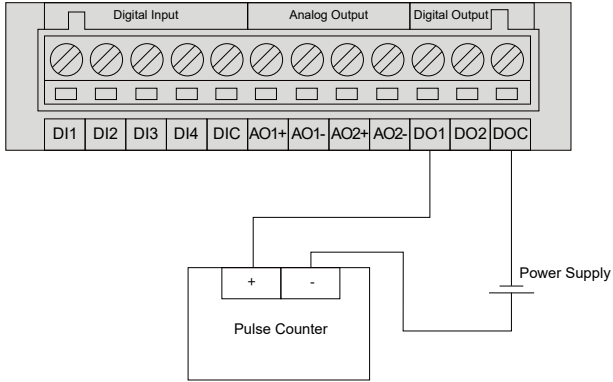 Digital Input Analog Output Digital Output
DI1 DI2 DI3 DI4 DIC AO1+ AO1- AO2+ AO2- DO1 DO2 DOC
Power Supply
+ -
Pulse Counter